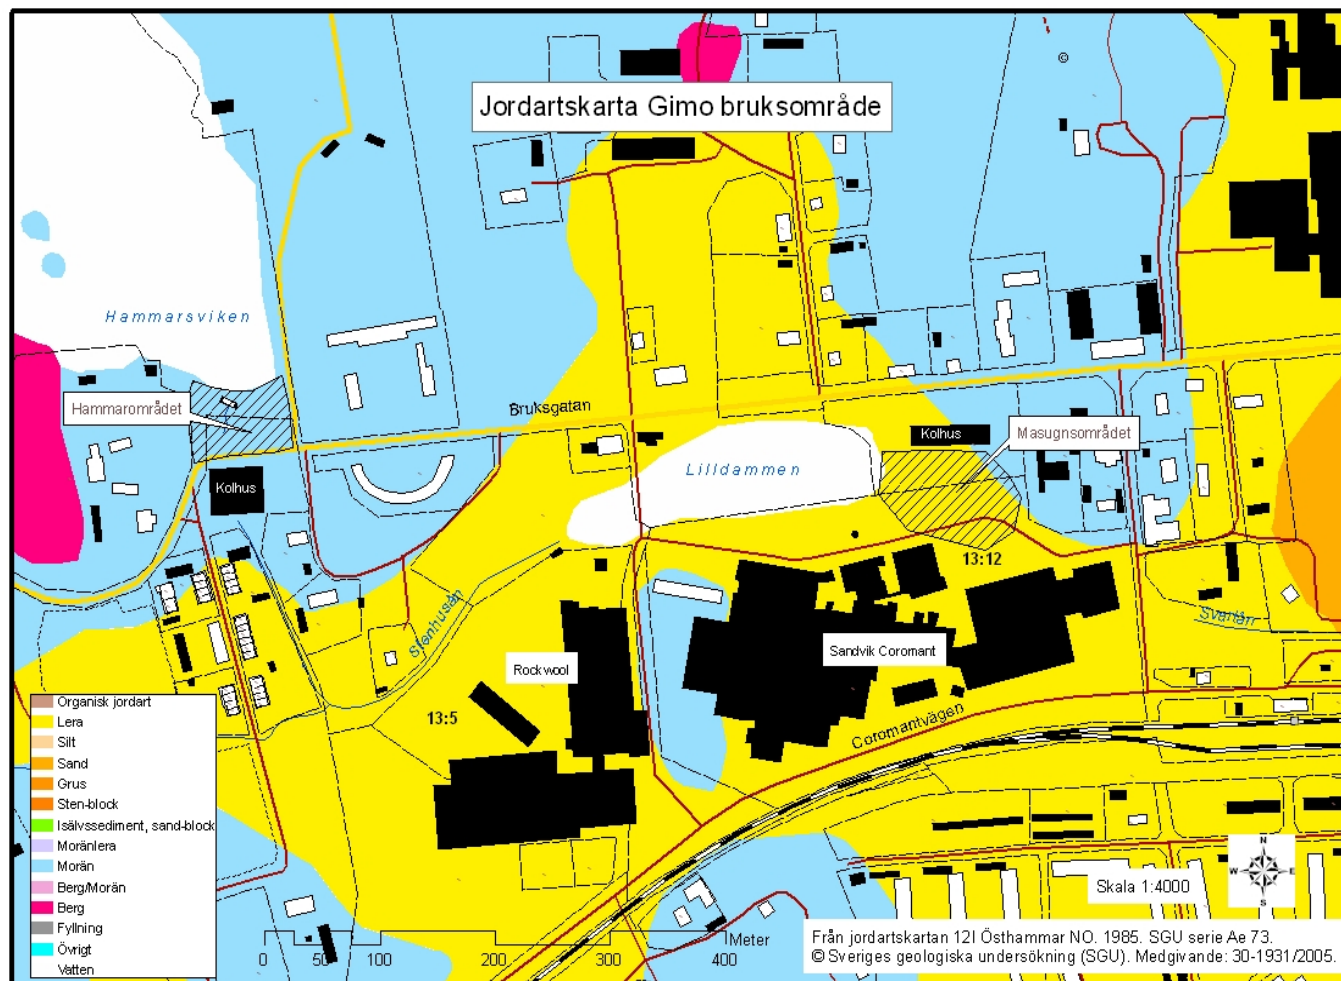 ©
Jordartskarta Gimo bruksområde
Hammarsviken
Hammarområdet
Bruksgatan
Kolhus
Masugnsområdet
Lilldammen
Kolhus
13:12
Stenhusån
Svartån
Rockwool
Sandvik Coromant
13:5
Coromantvägen
Organisk jordart
Lera
Silt
Sand
Grus
Sten-block
Isälvssediment, sand-block
Moränlera
Morän
Berg/Morän
Berg
Fyllning
Övrigt
Vatten
N
W E
S
Skala 1:4000
Meter
0 50 100 200 300 400
Från jordartskartan 12I Östhammar NO. 1985. SGU serie Ae 73.
© Sveriges geologiska undersökning (SGU). Medgivande: 30-1931/2005.